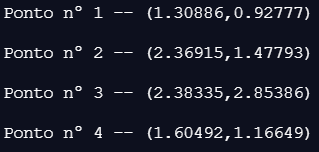 Ponto nº 1 -- (1.30886,0.92777)
Ponto nº 2 -- (2.36915,1.47793)
Ponto nº 3 -- (2.38335,2.85386)
Ponto nº 4 -- (1.60492,1.16649)